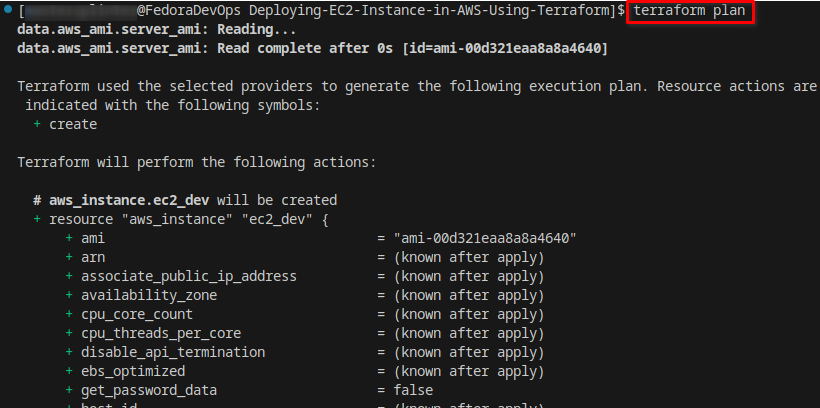 [@FedoraDevOps Deploying-EC2-Instance-in-AWS-Using-Terraform]$ terraform plan
data.aws_ami.server_ami: Reading...
data.aws_ami.server_ami: Read complete after 0s [id=ami-00d321eaa8a8a4640]
Terraform used the selected providers to generate the following execution plan. Resource actions are
indicated with the following symbols:
+ create
Terraform will perform the following actions:
# aws_instance.ec2_dev will be created
+ resource "aws_instance" "ec2_dev" {
+ ami = "ami-00d321eaa8a8a4640"
+ arn = (known after apply)
+ associate_public_ip_address = (known after apply)
+ availability_zone = (known after apply)
+ cpu_core_count = (known after apply)
+ cpu_threads_per_core = (known after apply)
+ disable_api_termination = (known after apply)
+ ebs_optimized = (known after apply)
+ get_password_data = false
+ host_id = (known after apply)